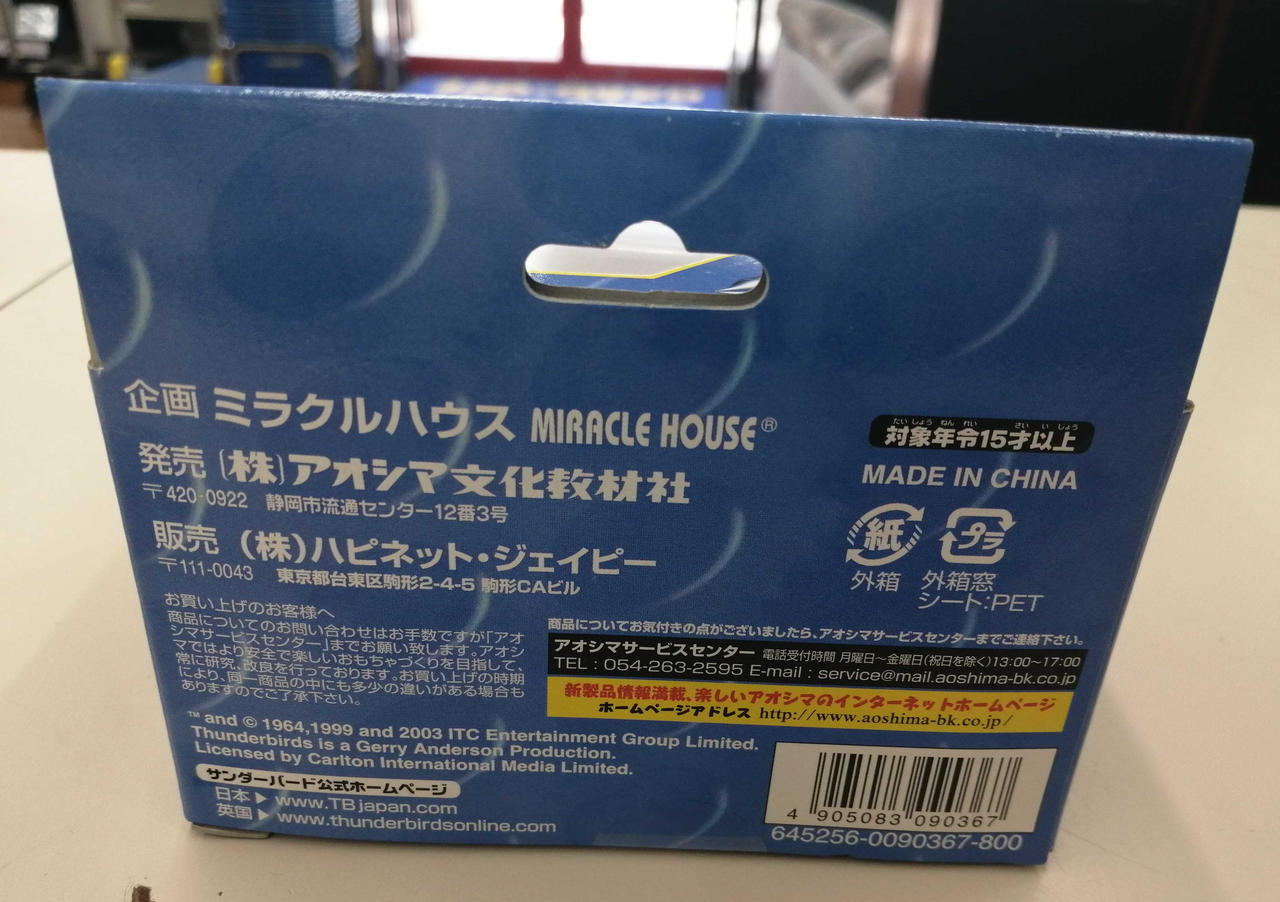 企画 ミラクルハウス MIRACLE HOUSE®
発売 (株)アオシマ文化教材社
〒420-0922 静岡市流通センター12番3号
販売 (株)ハピネット・ジェイピー
〒111-0043 東京都台東区駒形2-4-5 駒形CAビル
お買い上げのお客様へ
商品についてのお問い合わせはお手数ですが「アオ
シマサービスセンター」までお願い致します。アオシ
マではより安全で楽しいおもちゃづくりを目指して、
常に研究、改良を行っております。お買い上げの時期
により、同一商品の中にも多少の違いがある場合も
ありますのでご了承下さい。
™ and © 1964,1999 and 2003 ITC Entertainment Group Limited.
Thunderbirds is a Gerry Anderson Production.
Licensed by Carlton International Media Limited.
サンダーバード公式ホームページ
日本▶www.TBjapan.com
英国▶www.thunderbirdsonline.com
たいしょうねんれい さいいじょう
対象年令15才以上
MADE IN CHINA
紙 プラ
外箱 外箱窓
シート:PET
商品についてお気付きの点がございましたら、アオシマサービスセンターまでご連絡下さい。
アオシマサービスセンター 電話受付時間 月曜日〜金曜日(祝日を除く)13:00〜17:00
TEL : 054-263-2595 E-mail : service@mail.aoshima-bk.co.jp
新製品情報満載、楽しいアオシマのインターネットホームページ
ホームページアドレス http://www.aoshima-bk.co.jp/
4 905083 090367
645256-0090367-800